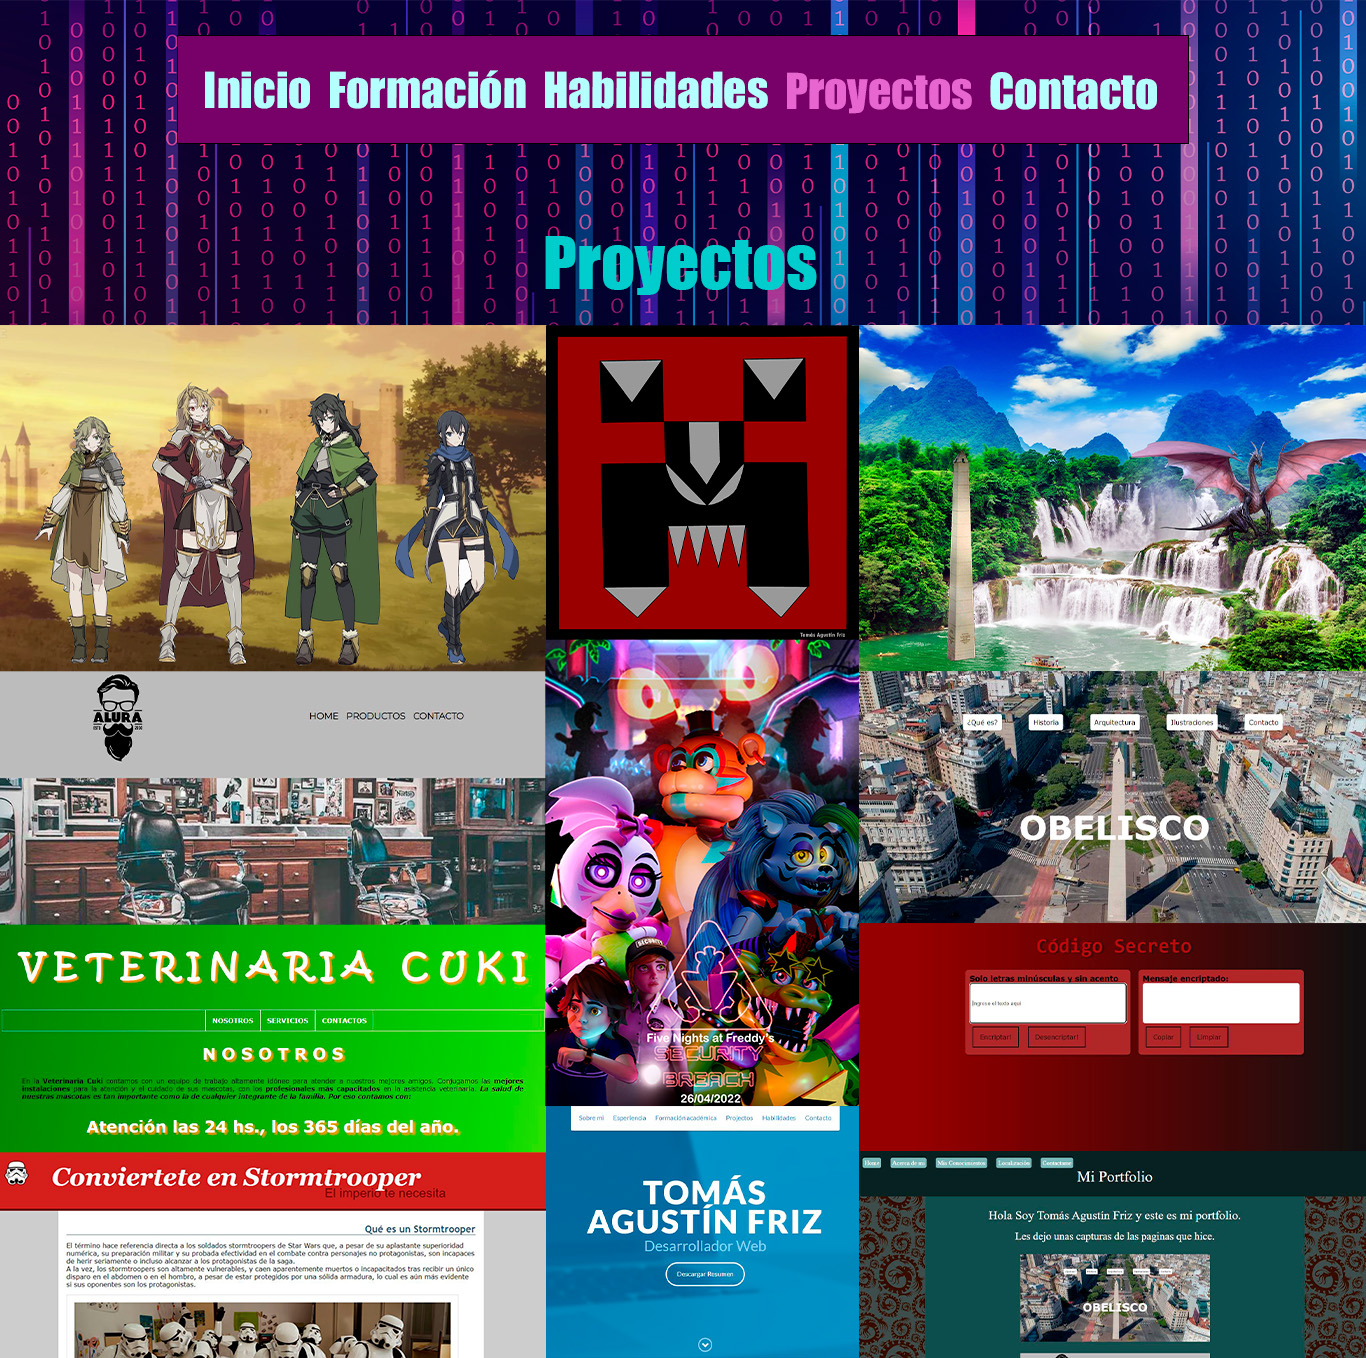 Inicio Formación Habilidades Proyectos Contacto
Proyectos
Tomás Agustín Friz
ALURA
HOME PRODUCTOS CONTACTO
¿Qué es? Historia Arquitectura Ilustraciones Contacto
OBELISCO
VETERINARIA CUKI
NOSOTROS SERVICIOS CONTACTOS
NOSOTROS
En la Veterinaria Cuki contamos con un equipo de trabajo altamente idóneo para atender a nuestros mejores amigos. Conjugamos las mejores
instalaciones para la atención y el cuidado de sus mascotas, con los profesionales más capacitados en la asistencia veterinaria. La salud de
nuestras mascotas es tan importante como la de cualquier integrante de la familia. Por eso contamos con:
Atención las 24 hs., los 365 días del año.
SECURITY
Five Nights at Freddy's
SECURITY
BREACH
26/04/2022
Código Secreto
Solo letras minúsculas y sin acento
Ingrese el texto aquí
Encriptar! Desencriptar!
Mensaje encriptado:
Copiar Limpiar
Conviertete en Stormtrooper
El imperio te necesita
Qué es un Stormtrooper
El término hace referencia directa a los soldados stormtroopers de Star Wars que, a pesar de su aplastante superioridad
numérica, su preparación militar y su probada efectividad en el combate contra personajes no protagonistas, son incapaces
de herir seriamente o incluso alcanzar a los protagonistas de la saga.
A la vez, los stormtroopers son altamente vulnerables, y caen aparentemente muertos o incapacitados tras recibir un único
disparo en el abdomen o en el hombro, a pesar de estar protegidos por una sólida armadura, lo cual es aún más evidente
si sus oponentes son los protagonistas.
Sobre mí Experiencia Formación académica Proyectos Habilidades Contacto
TOMÁS
AGUSTÍN FRIZ
Desarrollador Web
Descargar Resumen
Home Acerca de mi Mis Conocimientos Localización Contactame
Mi Portfolio
Hola Soy Tomás Agustín Friz y este es mi portfolio.
Les dejo unas capturas de las paginas que hice.
OBELISCO